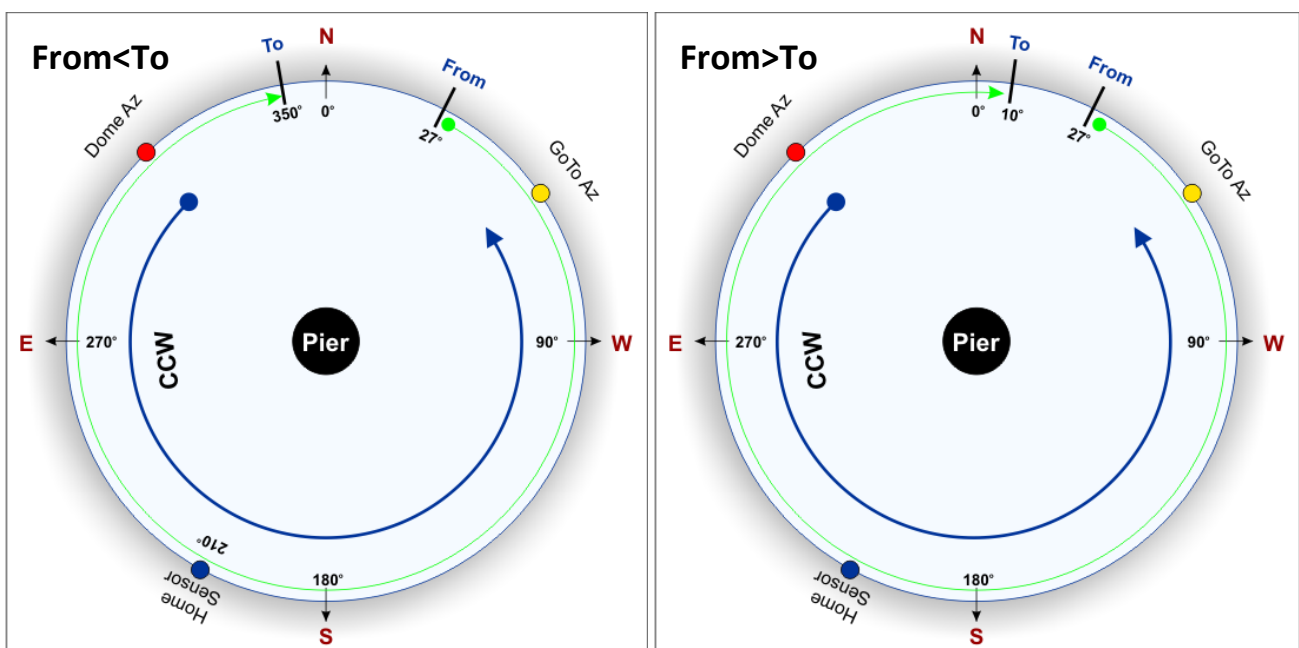 From<To
To
N
From
350°
0°
27°
Dome Az
GoTo Az
E
270°
CCW
Pier
90°
W
210°
Home
Sensor
180°
S
From>To
N
To
From
0°
10°
27°
Dome Az
GoTo Az
E
270°
CCW
Pier
90°
W
Home
Sensor
180°
S